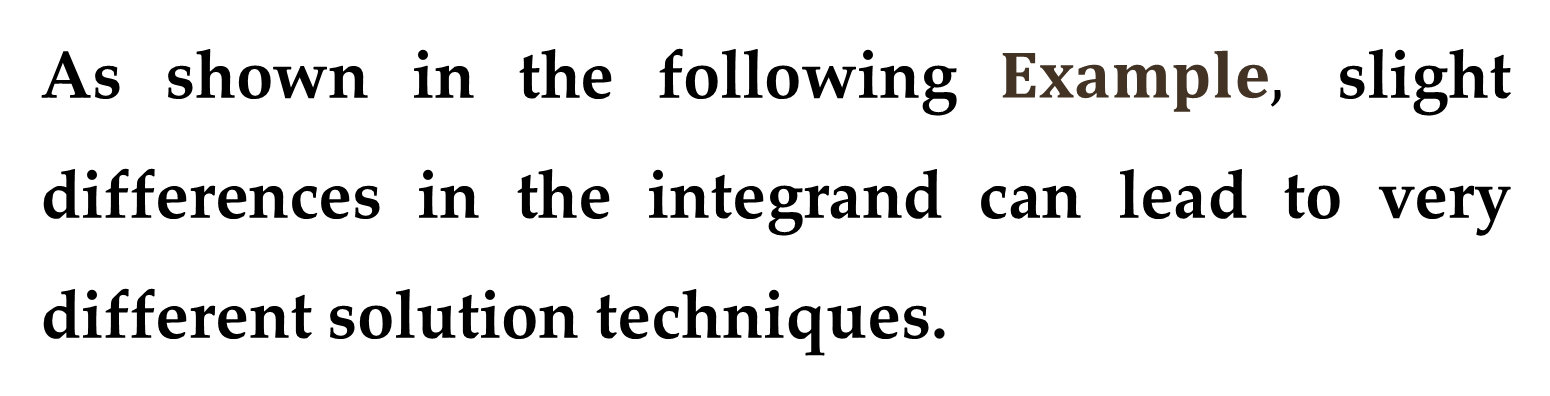 As shown in the following Example, slight
differences in the integrand can lead to very
different solution techniques.